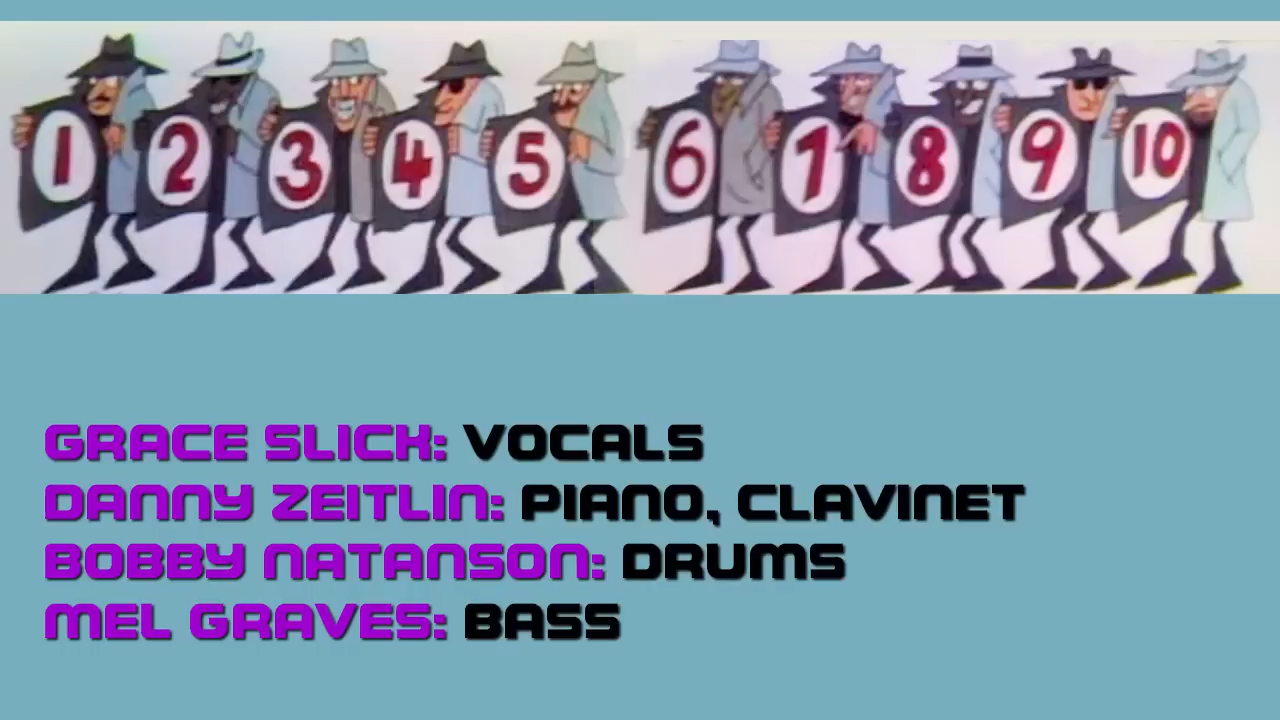 1 2 3 4 5 6 7 8 9 10
GRACE SLICK: VOCALS
DANNY ZEITLIN: PIANO, CLAVINET
BOBBY NATANSON: DRUMS
MEL GRAVES: BASS